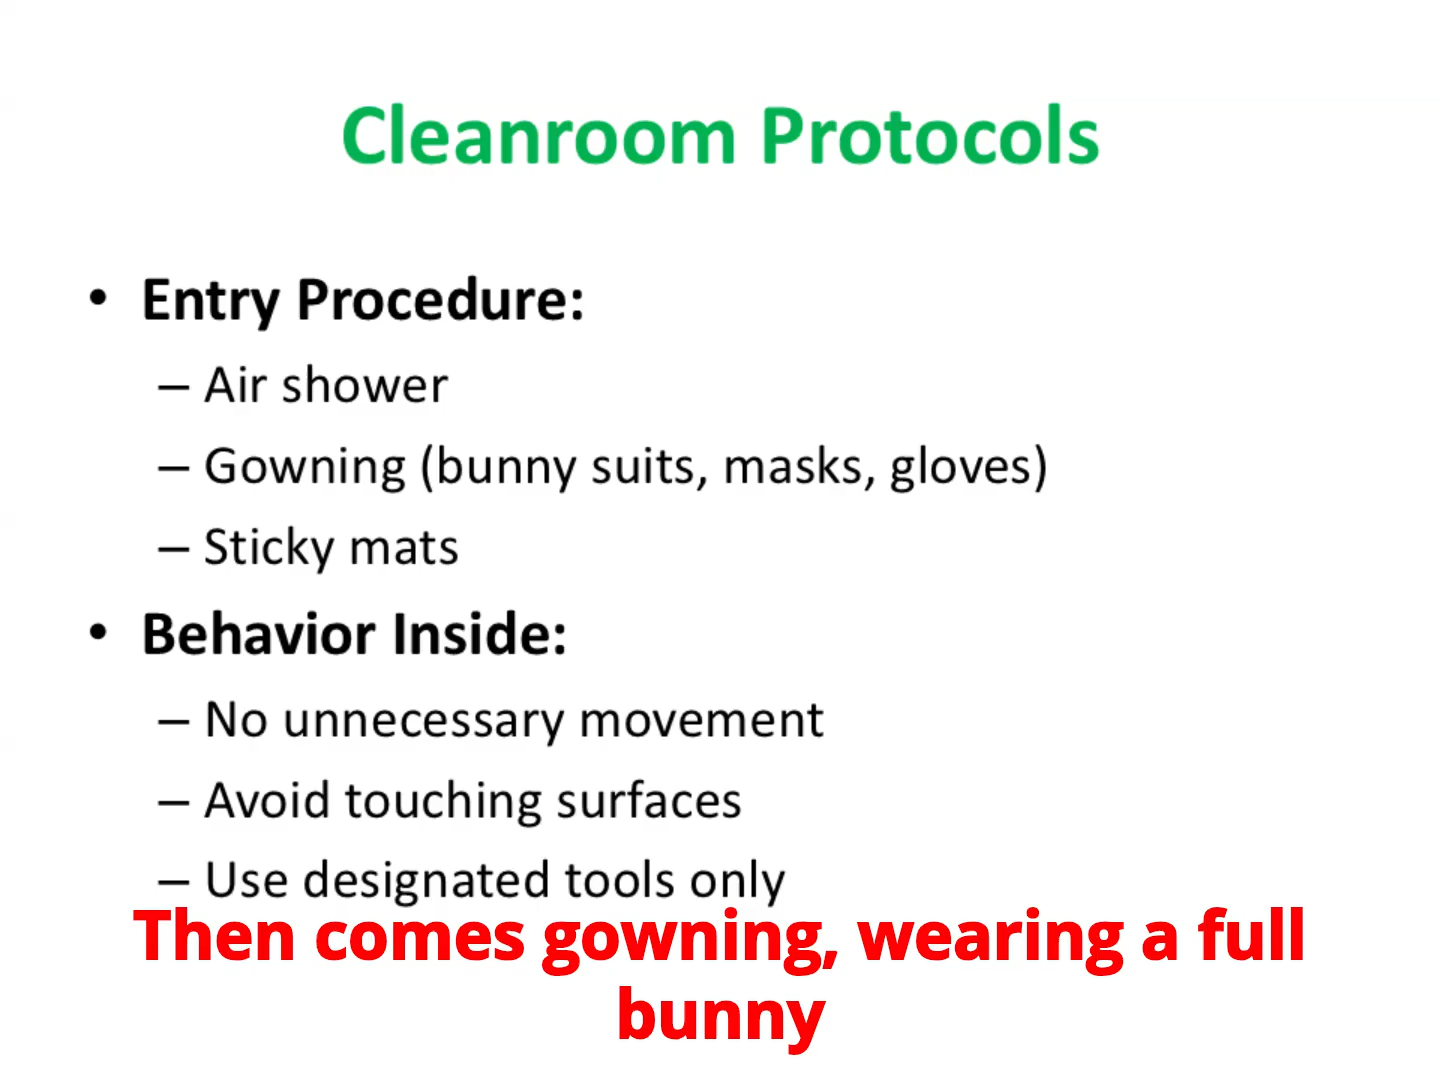 Cleanroom Protocols
• Entry Procedure:
– Air shower
– Gowning (bunny suits, masks, gloves)
– Sticky mats
• Behavior Inside:
– No unnecessary movement
– Avoid touching surfaces
– Use designated tools only
Then comes gowning, wearing a full
bunny